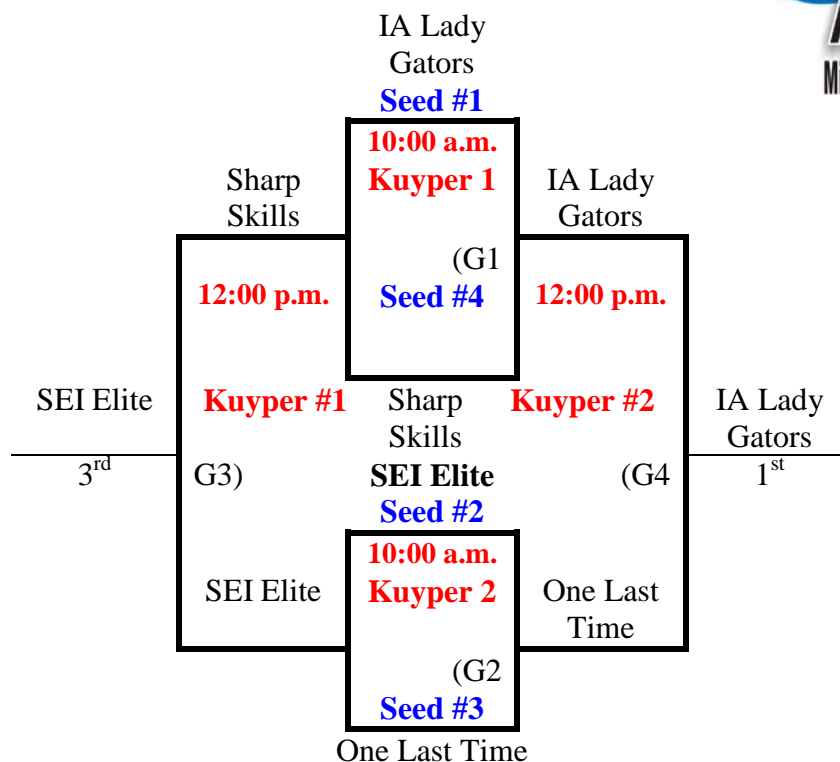 IA Lady
Gators
Seed #1
10:00 a.m.
Kuyper 1
Sharp
Skills
IA Lady
Gators
(G1
Seed #4
12:00 p.m.
12:00 p.m.
SEI Elite
Kuyper #1
Sharp
Skills
Kuyper #2
IA Lady
Gators
3rd
G3)
SEI Elite
(G4
1st
Seed #2
10:00 a.m.
SEI Elite
Kuyper 2
One Last
Time
(G2
Seed #3
One Last Time